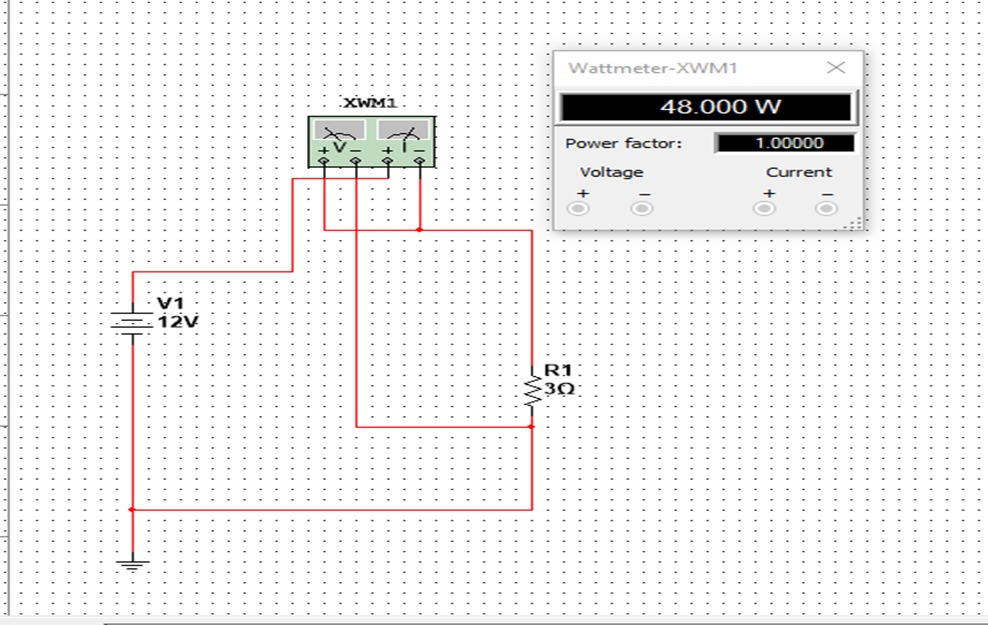 XWM1
V I
+ − + −
V1
12V
R1
3Ω
Wattmeter-XWM1
48.000 W
Power factor: 1.00000
Voltage Current
+ − + −